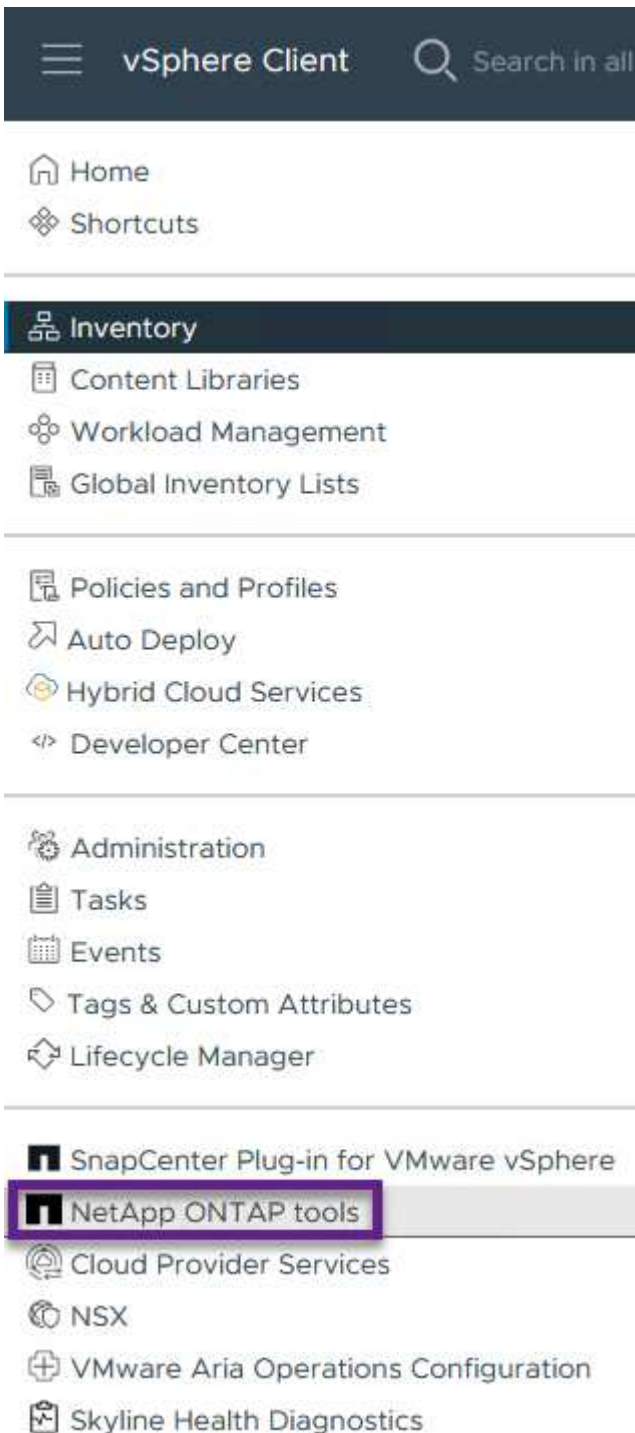 vSphere Client
Search in all
Home
Shortcuts
Inventory
Content Libraries
Workload Management
Global Inventory Lists
Policies and Profiles
Auto Deploy
Hybrid Cloud Services
Developer Center
Administration
Tasks
Events
Tags & Custom Attributes
Lifecycle Manager
SnapCenter Plug-in for VMware vSphere
NetApp ONTAP tools
Cloud Provider Services
NSX
VMware Aria Operations Configuration
Skyline Health Diagnostics